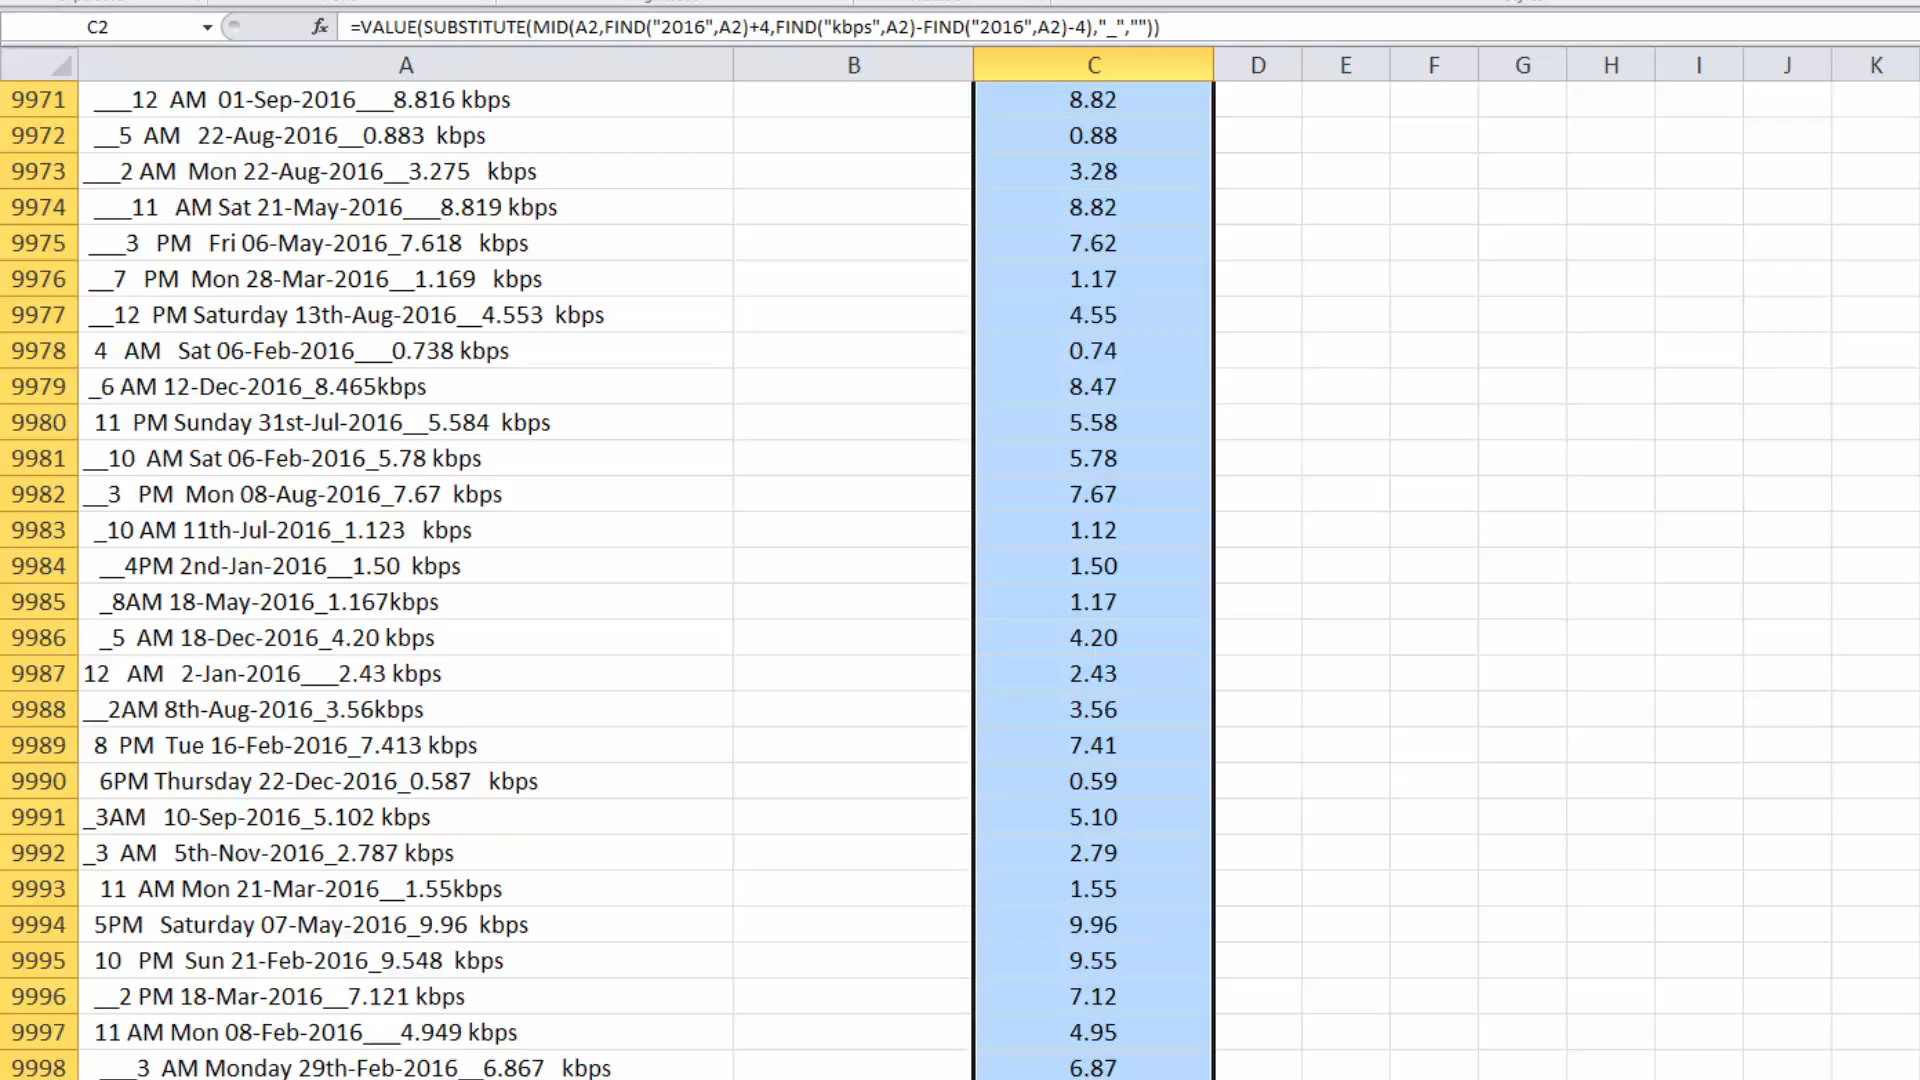 C2 fx =VALUE(SUBSTITUTE(MID(A2,FIND("2016",A2)+4,FIND("kbps",A2)-FIND("2016",A2)-4),"_",""))
A B C D E F G H I J K
9971 ___12 AM 01-Sep-2016___8.816 kbps 8.82
9972 __5 AM 22-Aug-2016__0.883 kbps 0.88
9973 ___2 AM Mon 22-Aug-2016__3.275 kbps 3.28
9974 ___11 AM Sat 21-May-2016___8.819 kbps 8.82
9975 ___3 PM Fri 06-May-2016_7.618 kbps 7.62
9976 __7 PM Mon 28-Mar-2016__1.169 kbps 1.17
9977 __12 PM Saturday 13th-Aug-2016__4.553 kbps 4.55
9978 4 AM Sat 06-Feb-2016___0.738 kbps 0.74
9979 _6 AM 12-Dec-2016_8.465kbps 8.47
9980 11 PM Sunday 31st-Jul-2016__5.584 kbps 5.58
9981 __10 AM Sat 06-Feb-2016_5.78 kbps 5.78
9982 __3 PM Mon 08-Aug-2016_7.67 kbps 7.67
9983 _10 AM 11th-Jul-2016_1.123 kbps 1.12
9984 __4PM 2nd-Jan-2016__1.50 kbps 1.50
9985 _8AM 18-May-2016_1.167kbps 1.17
9986 _5 AM 18-Dec-2016_4.20 kbps 4.20
9987 12 AM 2-Jan-2016___2.43 kbps 2.43
9988 __2AM 8th-Aug-2016_3.56kbps 3.56
9989 8 PM Tue 16-Feb-2016_7.413 kbps 7.41
9990 6PM Thursday 22-Dec-2016_0.587 kbps 0.59
9991 _3AM 10-Sep-2016_5.102 kbps 5.10
9992 _3 AM 5th-Nov-2016_2.787 kbps 2.79
9993 11 AM Mon 21-Mar-2016__1.55kbps 1.55
9994 5PM Saturday 07-May-2016_9.96 kbps 9.96
9995 10 PM Sun 21-Feb-2016_9.548 kbps 9.55
9996 __2 PM 18-Mar-2016__7.121 kbps 7.12
9997 11 AM Mon 08-Feb-2016___4.949 kbps 4.95
9998 ___3 AM Monday 29th-Feb-2016__6.867 kbps 6.87